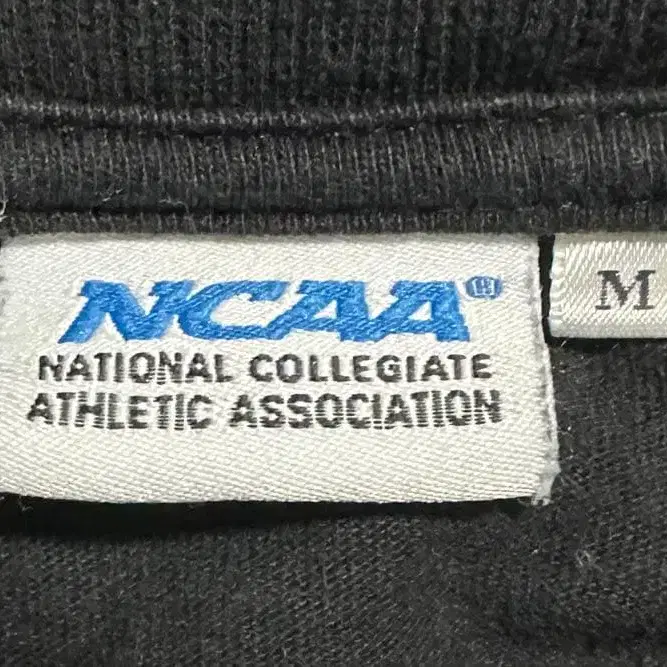 NCAA®
NATIONAL COLLEGIATE
ATHLETIC ASSOCIATION
M